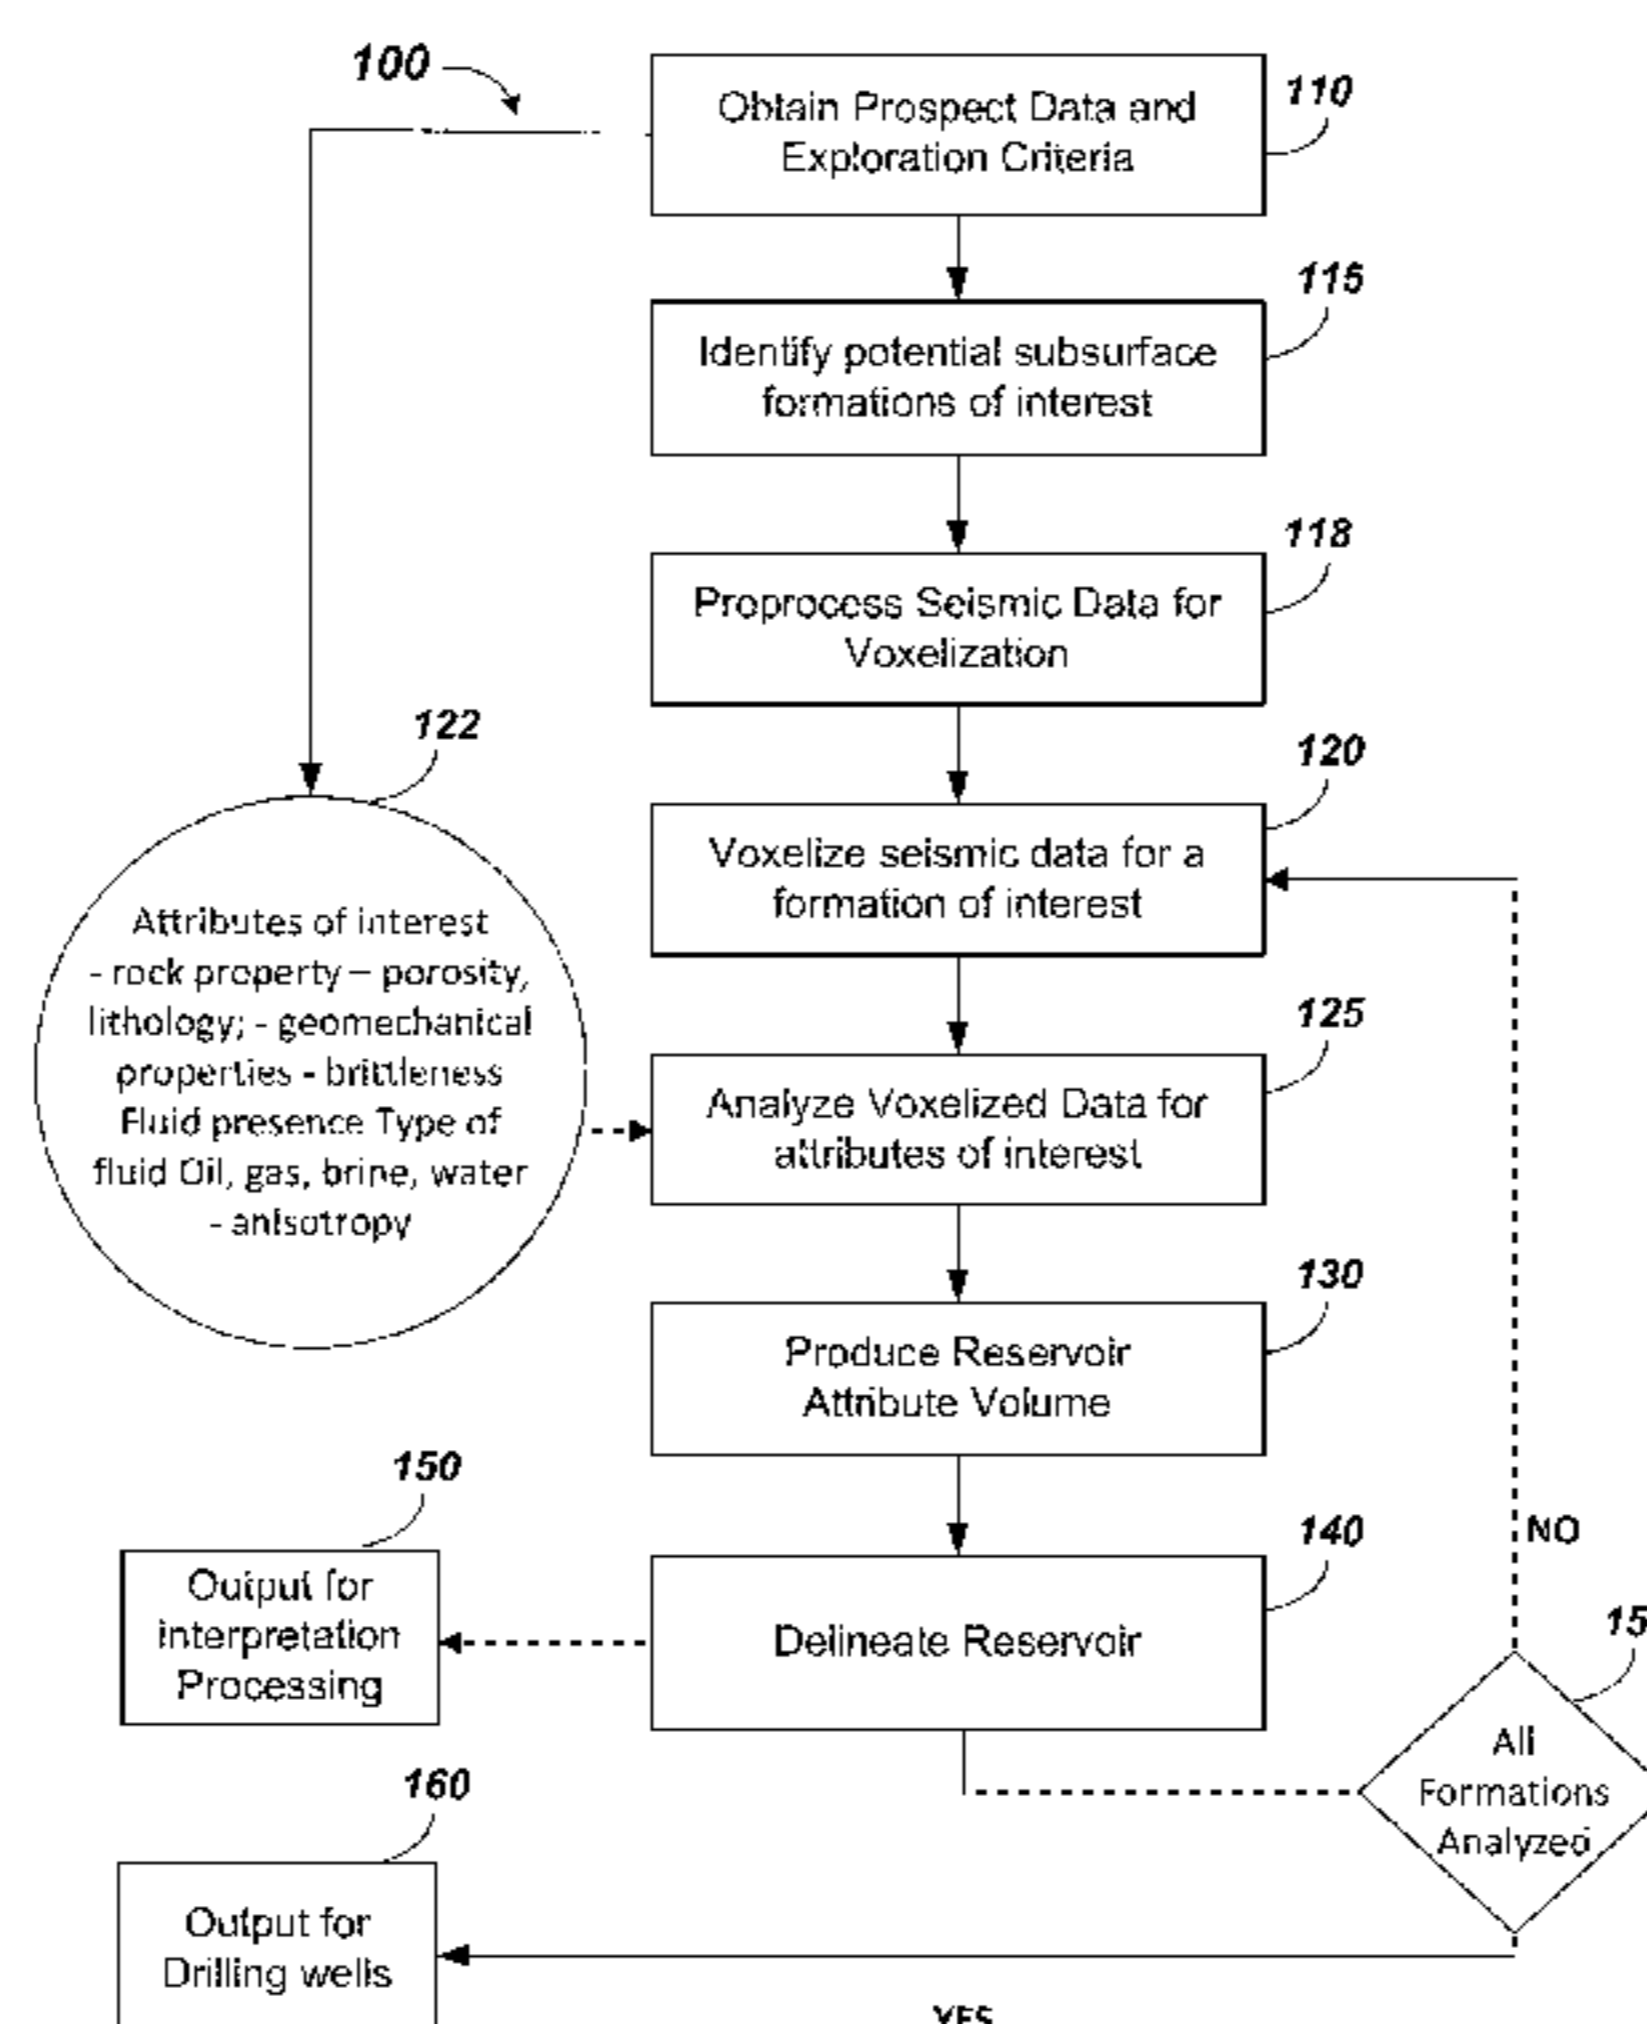 100
Obtain Prospect Data and
Exploration Criteria
110
Identify potential subsurface
formations of interest
115
Proprocess Seismic Data for
Voxelization
118
122
Voxelize seismic data for a
formation of interest
120
Attributes of interest
- rock property – porosity,
lithology; - geomechanical
properties - brittleness
Fluid presence Type of
fluid Oil, gas, brine, water
- anisotropy
Analyze Voxelized Data for
attributes of interest
125
Produce Reservoir
Attribute Volume
130
150
Output for
interpretation
Processing
Delineate Reservoir
140
NO
15
All
Formations
Analyzed
160
Output for
Drilling wells
YES